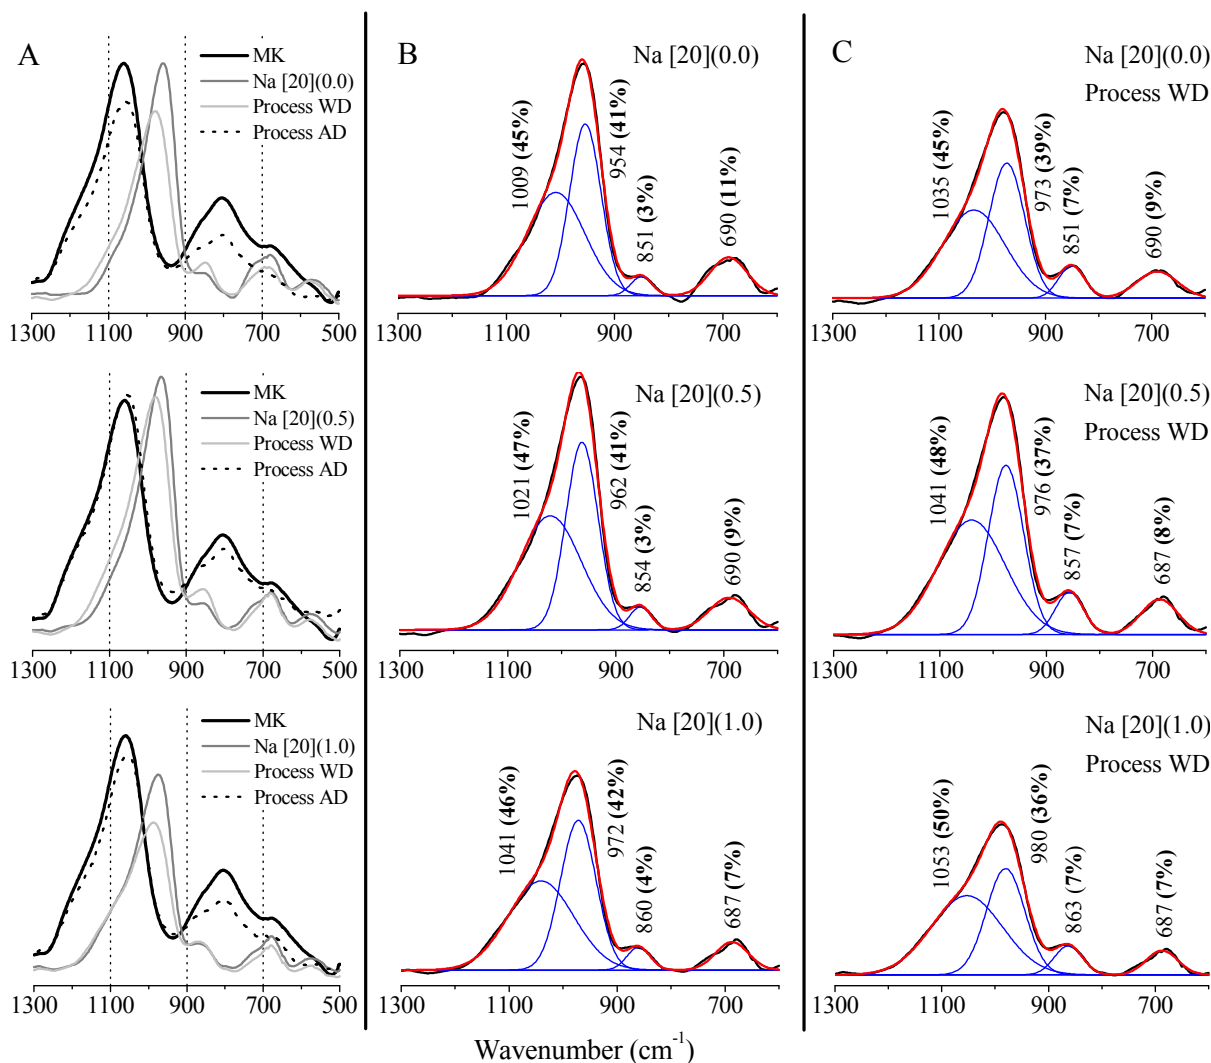 A
MK
Na [20](0.0)
Process WD
Process AD
1300 1100 900 700 500
B
Na [20](0.0)
1009 (45%)
954 (41%)
851 (3%)
690 (11%)
1300 1100 900 700
C
Na [20](0.0)
Process WD
1035 (45%)
973 (39%)
851 (7%)
690 (9%)
1300 1100 900 700
MK
Na [20](0.5)
Process WD
Process AD
1300 1100 900 700 500
Na [20](0.5)
1021 (47%)
962 (41%)
854 (3%)
690 (9%)
1300 1100 900 700
Na [20](0.5)
Process WD
1041 (48%)
976 (37%)
857 (7%)
687 (8%)
1300 1100 900 700
MK
Na [20](1.0)
Process WD
Process AD
1300 1100 900 700 500
Na [20](1.0)
1041 (46%)
972 (42%)
860 (4%)
687 (7%)
1300 1100 900 700
Na [20](1.0)
Process WD
1053 (50%)
980 (36%)
863 (7%)
687 (7%)
1300 1100 900 700
Wavenumber (cm⁻¹)